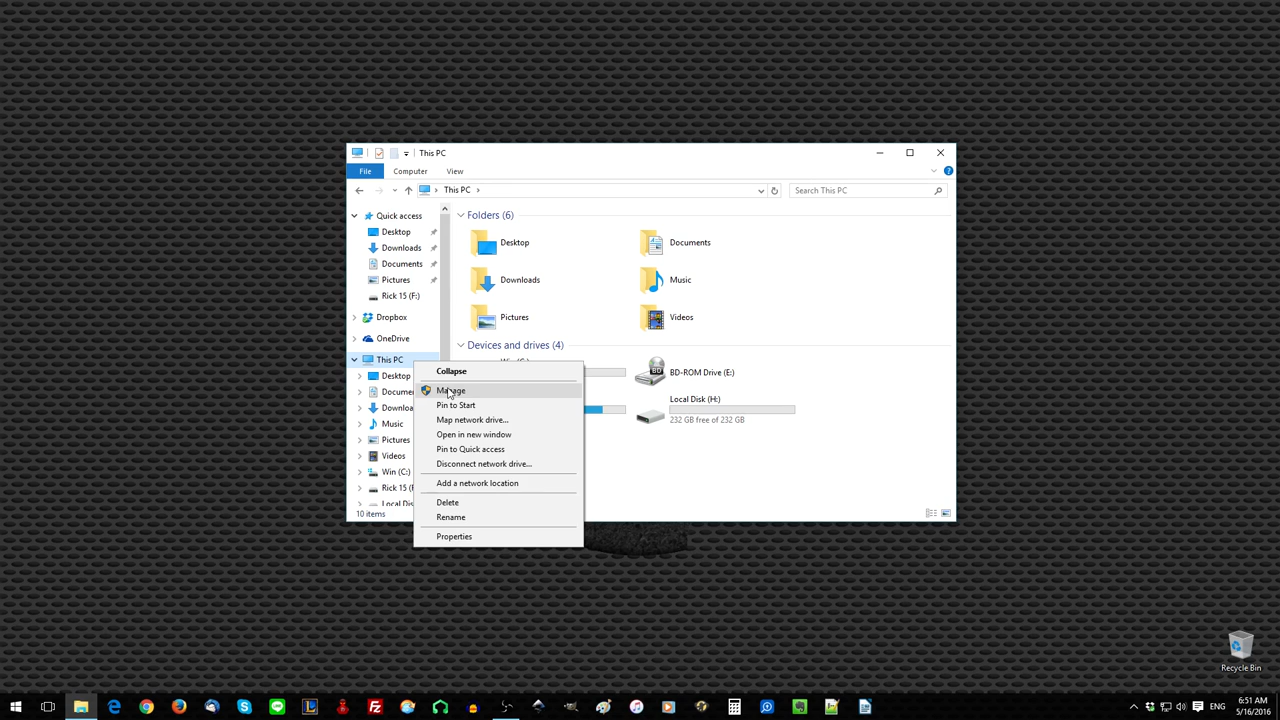 This PC
File
Computer
View
This PC
Search This PC
Quick access
Desktop
Downloads
Documents
Pictures
Rick 15 (F:)
Dropbox
OneDrive
This PC
Desktop
Music
Pictures
Videos
Win (C:)
Rick 15
10 items
Folders (6)
Desktop
Documents
Downloads
Music
Pictures
Videos
Devices and drives (4)
BD-ROM Drive (E:)
Local Disk (H:)
232 GB free of 232 GB
Collapse
Manage
Pin to Start
Map network drive...
Open in new window
Pin to Quick access
Disconnect network drive...
Add a network location
Delete
Rename
Properties
Recycle Bin
ENG
6:51 AM
5/16/2016